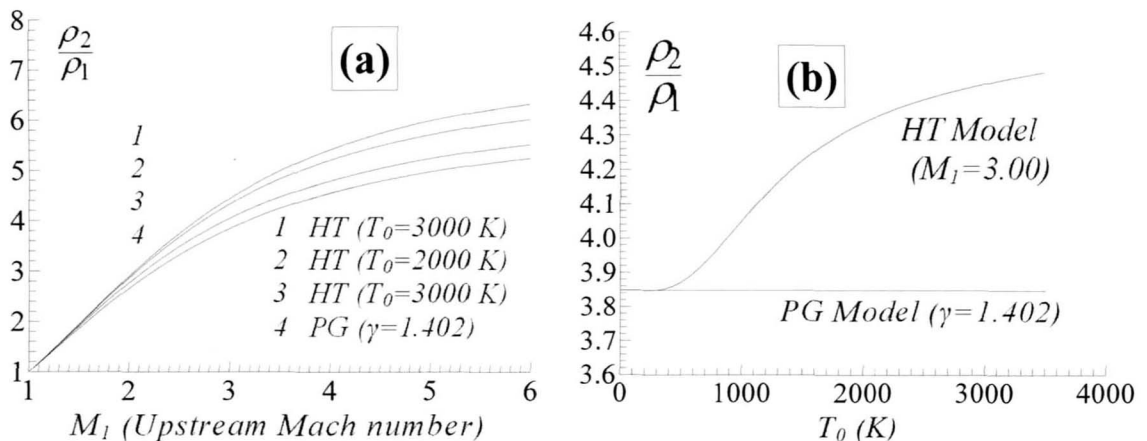 8
7
6
5
4
3
2
1
ρ2
ρ1
(a)
1
2
3
4
1 HT (T0=3000 K)
2 HT (T0=2000 K)
3 HT (T0=3000 K)
4 PG (γ=1.402)
1 2 3 4 5 6
M1 (Upstream Mach number)
4.6
4.5
4.4
4.3
4.2
4.1
4.0
3.9
3.8
3.7
3.6
ρ2
ρ1
(b)
HT Model
(M1=3.00)
PG Model (γ=1.402)
0 1000 2000 3000 4000
T0 (K)